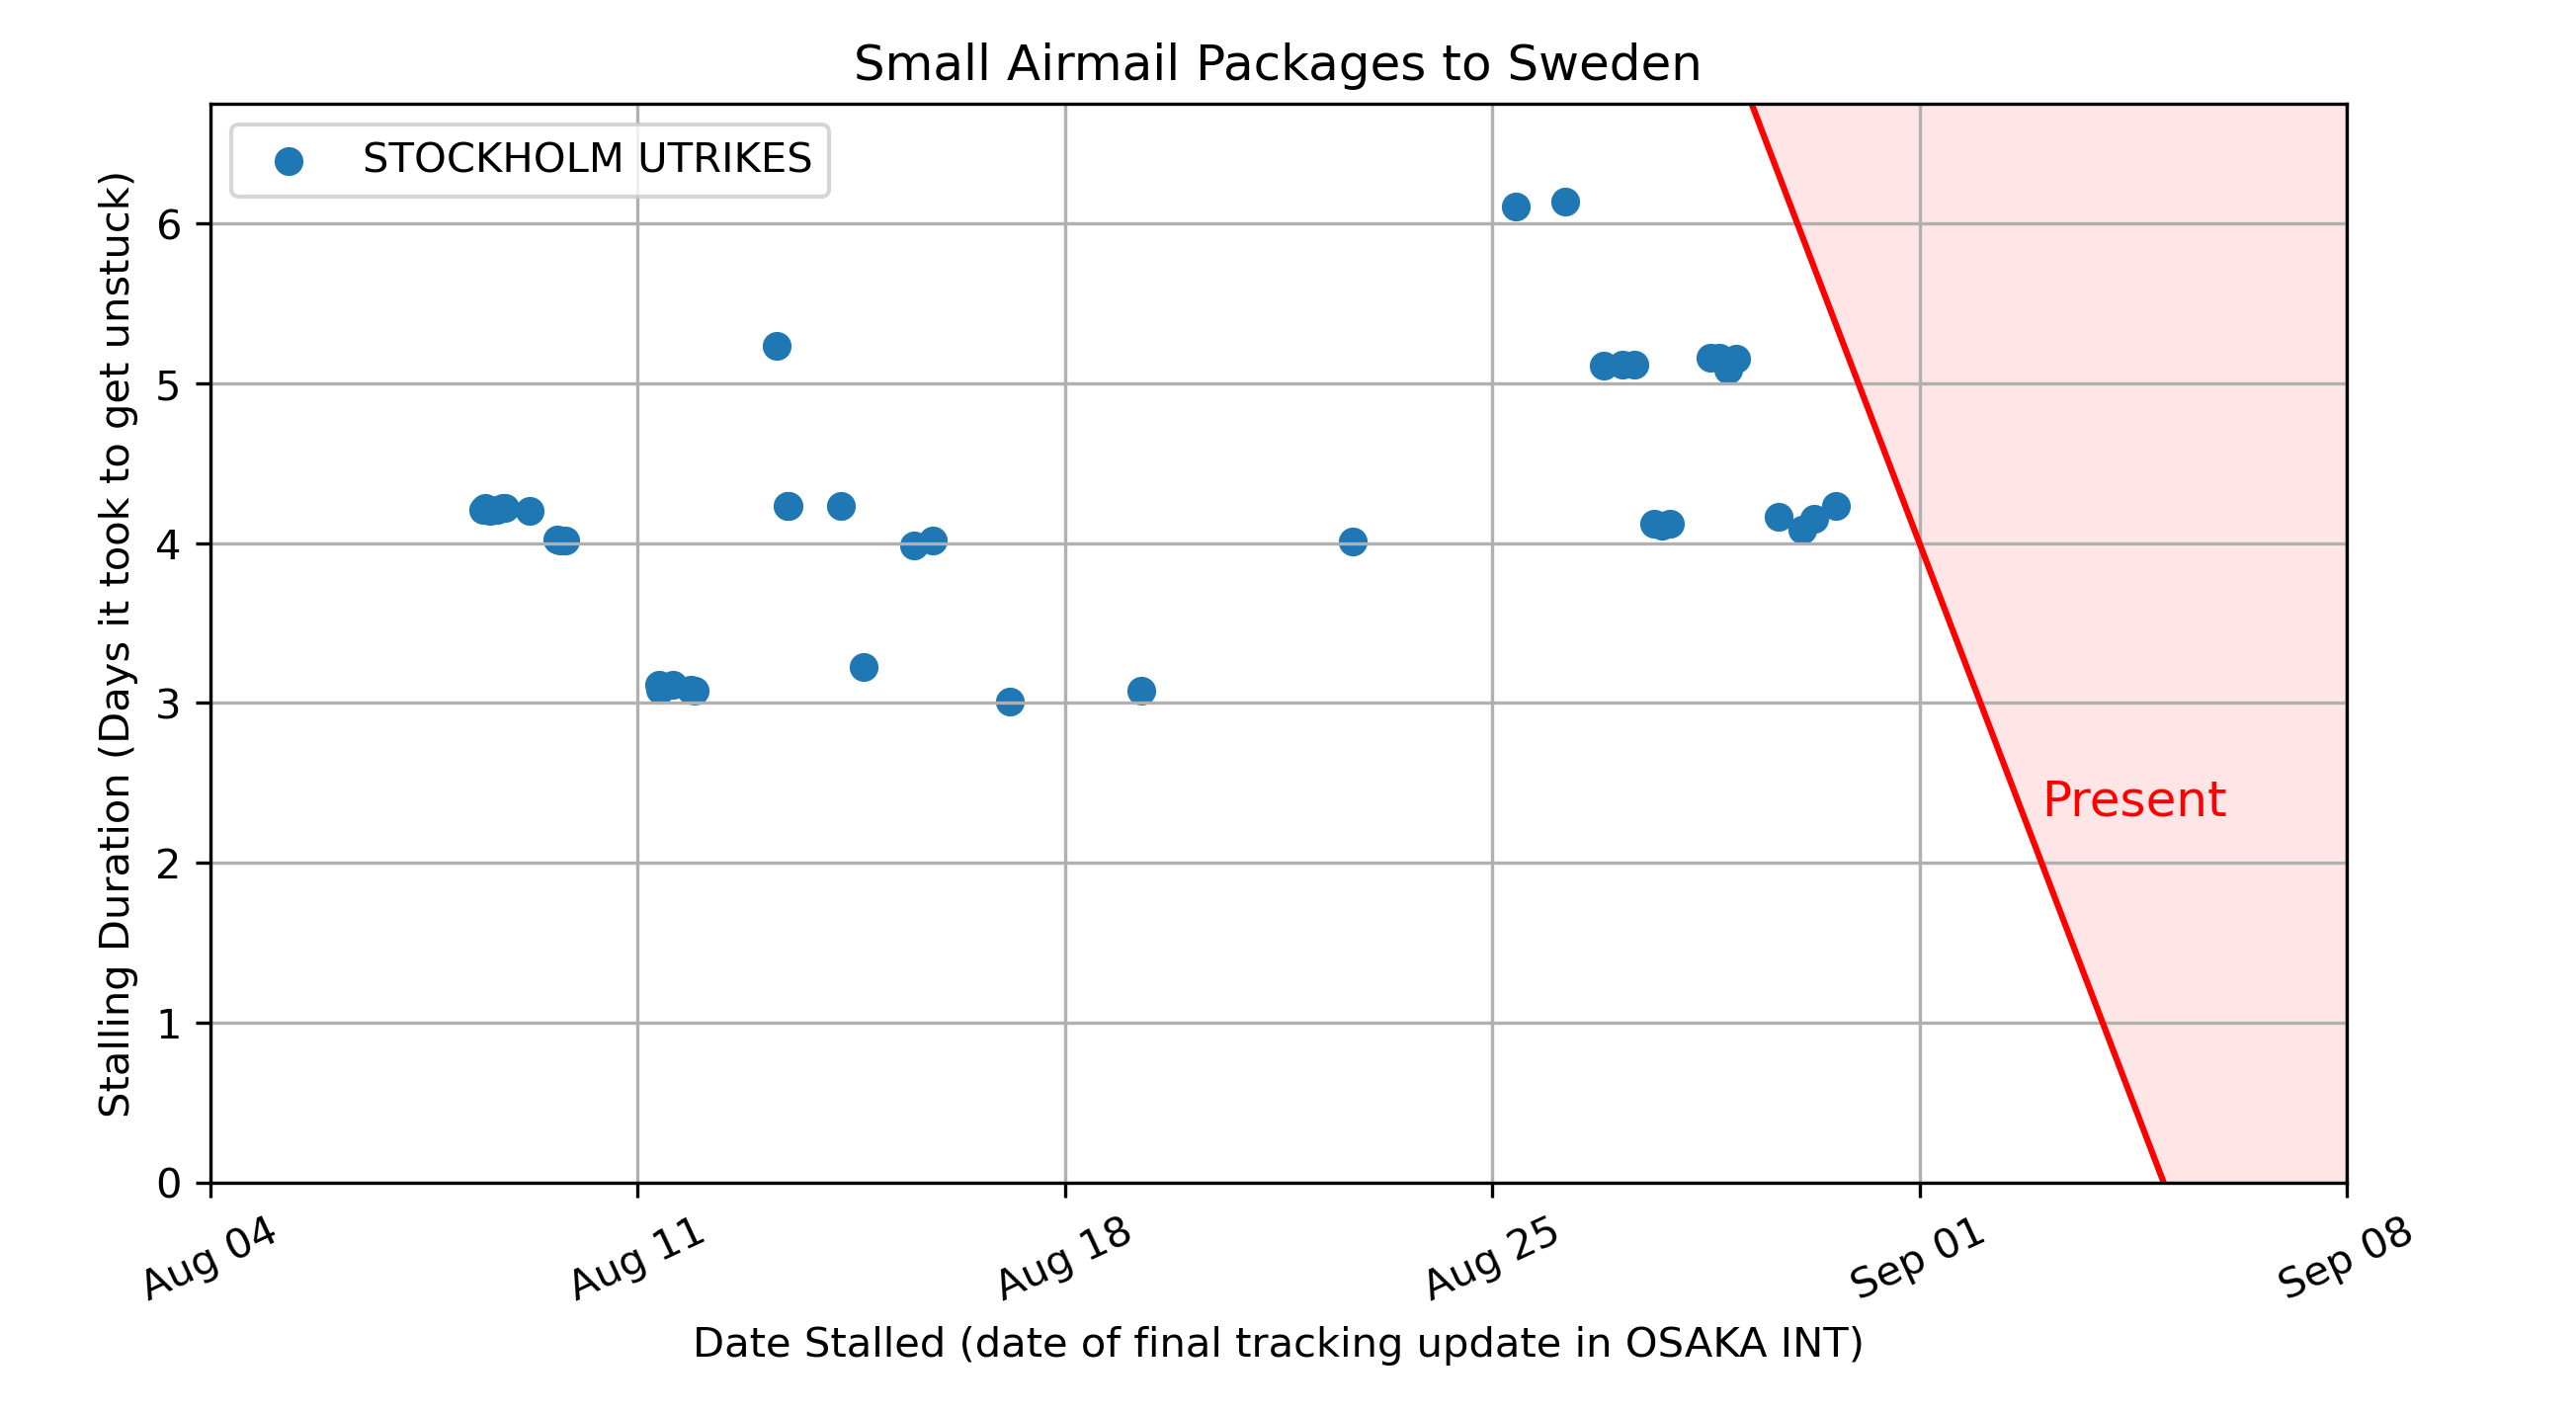 Small Airmail Packages to Sweden
STOCKHOLM UTRIKES
Stalling Duration (Days it took to get unstuck)
6
5
4
3
2
1
0
Present
Aug 04
Aug 11
Aug 18
Aug 25
Sep 01
Sep 08
Date Stalled (date of final tracking update in OSAKA INT)